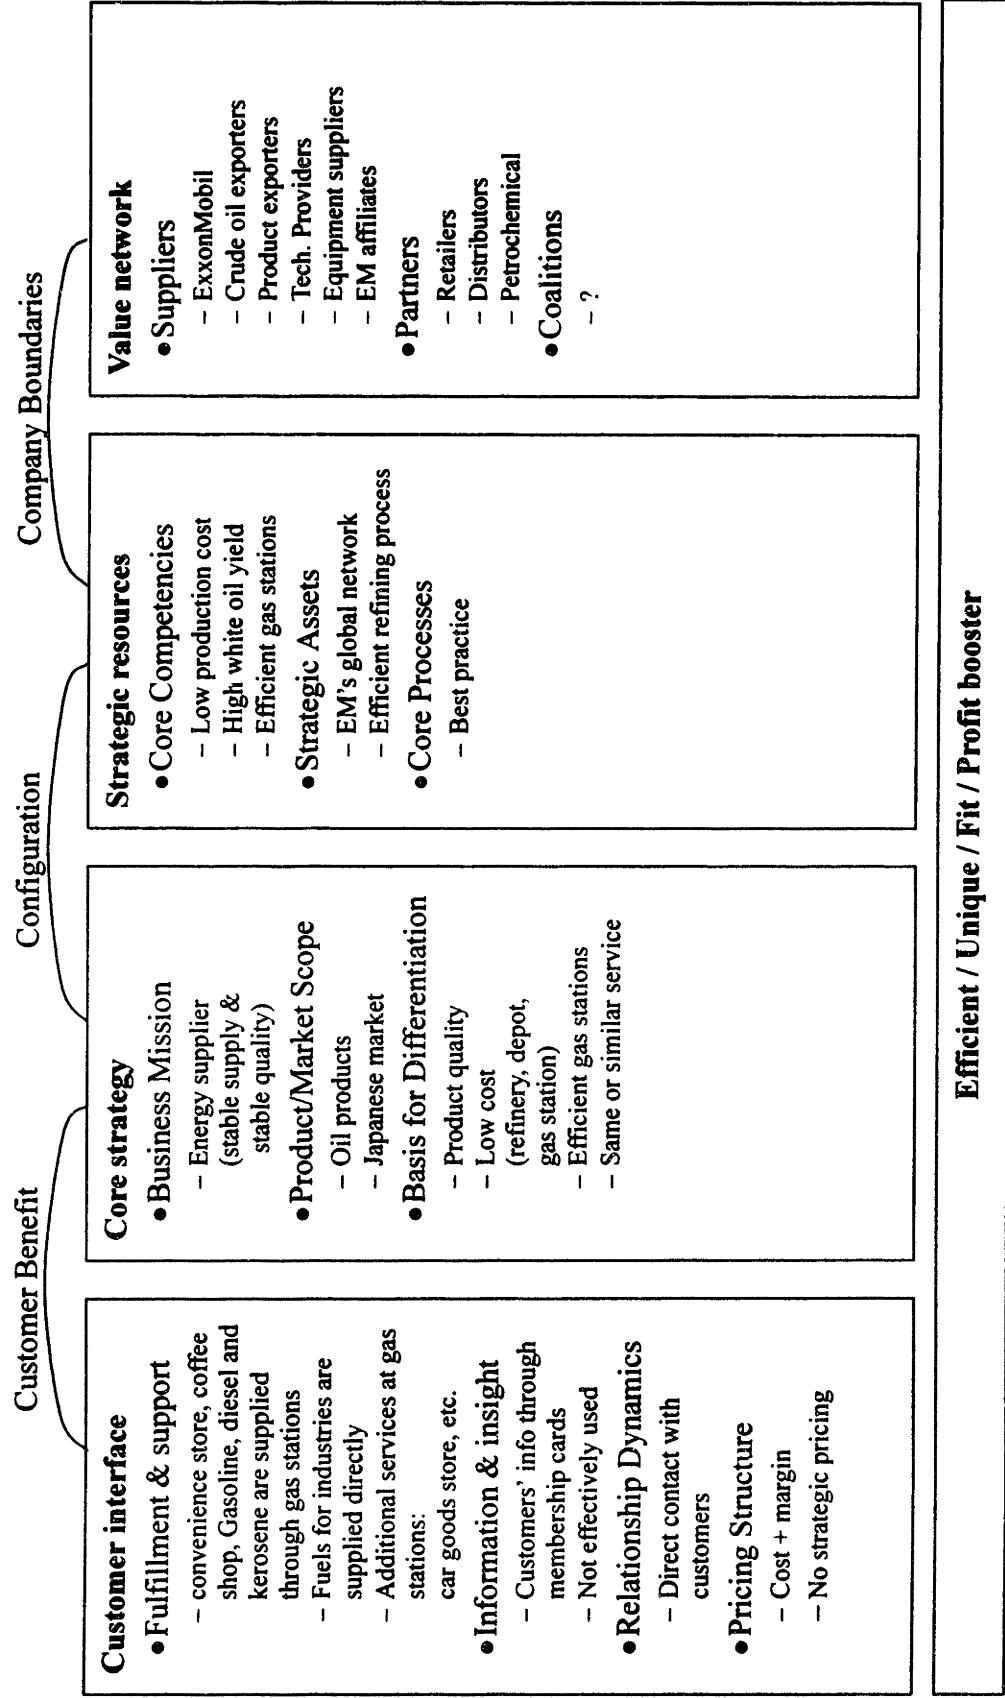 Customer Benefit
Configuration
Company Boundaries
Customer interface
●Fulfillment & support
– convenience store, coffee
shop, Gasoline, diesel and
kerosene are supplied
through gas stations
– Fuels for industries are
supplied directly
– Additional services at gas
stations:
car goods store, etc.
●Information & insight
– Customers' info through
membership cards
– Not effectively used
●Relationship Dynamics
– Direct contact with
customers
●Pricing Structure
– Cost + margin
– No strategic pricing
Core strategy
●Business Mission
– Energy supplier
(stable supply &
stable quality)
●Product/Market Scope
– Oil products
– Japanese market
●Basis for Differentiation
– Product quality
– Low cost
(refinery, depot,
gas station)
– Efficient gas stations
– Same or similar service
Strategic resources
●Core Competencies
– Low production cost
– High white oil yield
– Efficient gas stations
●Strategic Assets
– EM's global network
– Efficient refining process
●Core Processes
– Best practice
Value network
●Suppliers
– ExxonMobil
– Crude oil exporters
– Product exporters
– Tech. Providers
– Equipment suppliers
– EM affiliates
●Partners
– Retailers
– Distributors
– Petrochemical
●Coalitions
– ?
Efficient / Unique / Fit / Profit booster